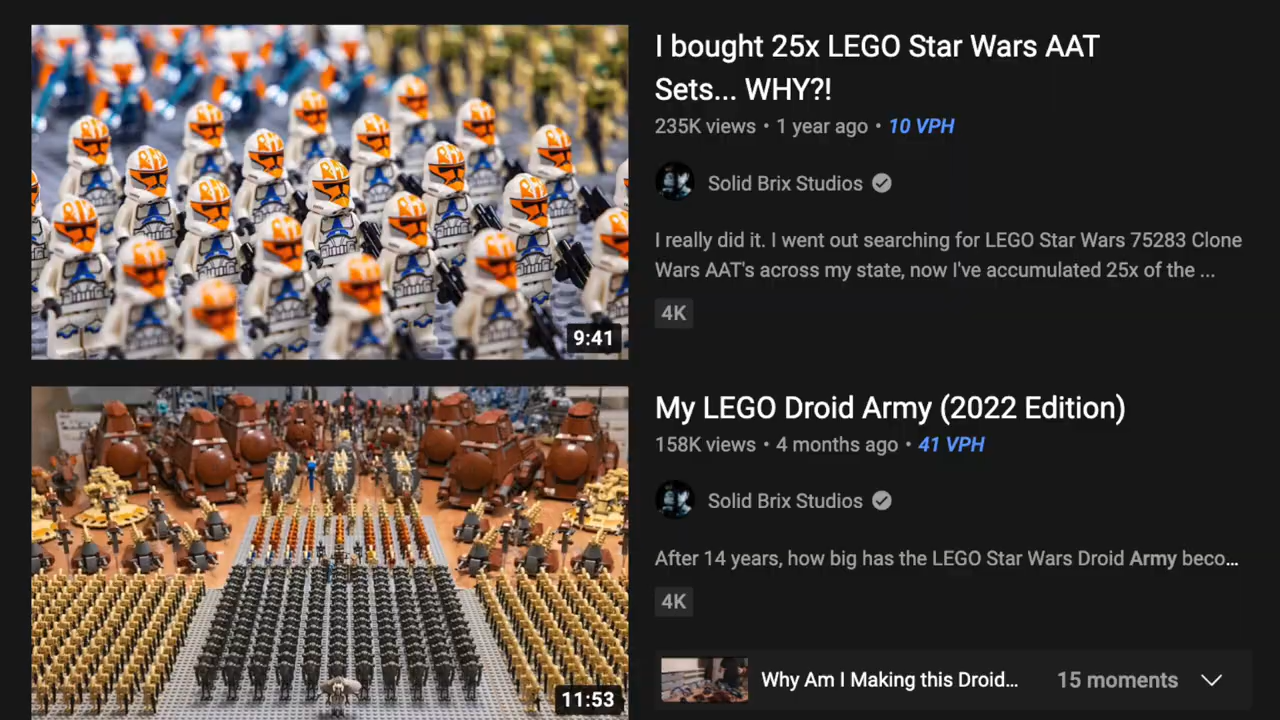 I bought 25x LEGO Star Wars AAT
Sets... WHY?!
235K views • 1 year ago • 10 VPH
Solid Brix Studios
I really did it. I went out searching for LEGO Star Wars 75283 Clone
Wars AAT's across my state, now I've accumulated 25x of the ...
4K
9:41
My LEGO Droid Army (2022 Edition)
158K views • 4 months ago • 41 VPH
Solid Brix Studios
After 14 years, how big has the LEGO Star Wars Droid Army beco...
4K
Why Am I Making this Droid... 15 moments
11:53